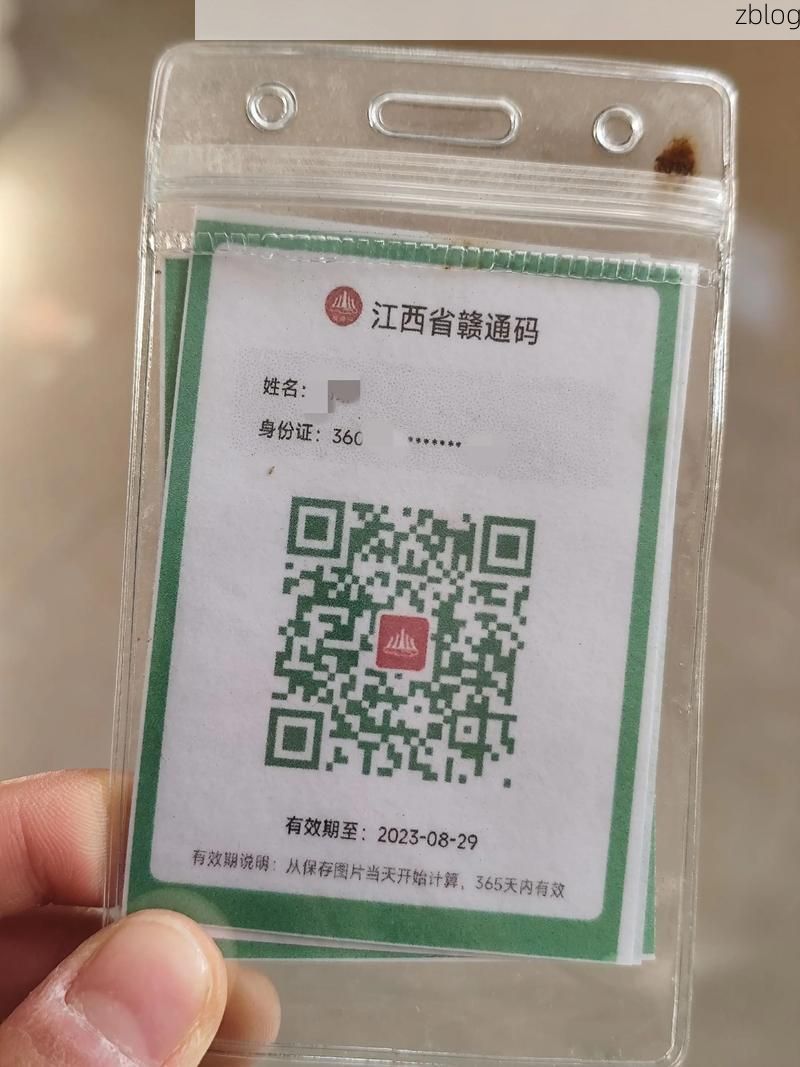 zblog
江西省赣通码
姓名:
身份证: 360 *******
有效期至: 2023-08-29
有效期说明: 从保存图片当天开始计算, 365天内有效